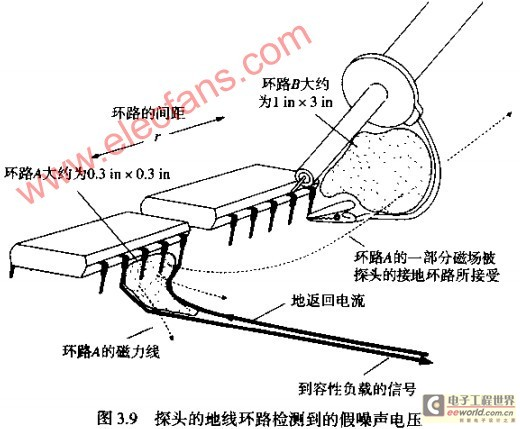 www.elecfans.com
环路B大约
为1 in × 3 in
环路的间距
r
环路A大约为0.3 in × 0.3 in
环路A的一部分磁场被
探头的接地环路所接受
地返回电流
环路A的磁力线
到容性负载的信号
图 3.9 探头的地线环路检测到的假噪声电压
电子工程世界
eeworld.com.cn